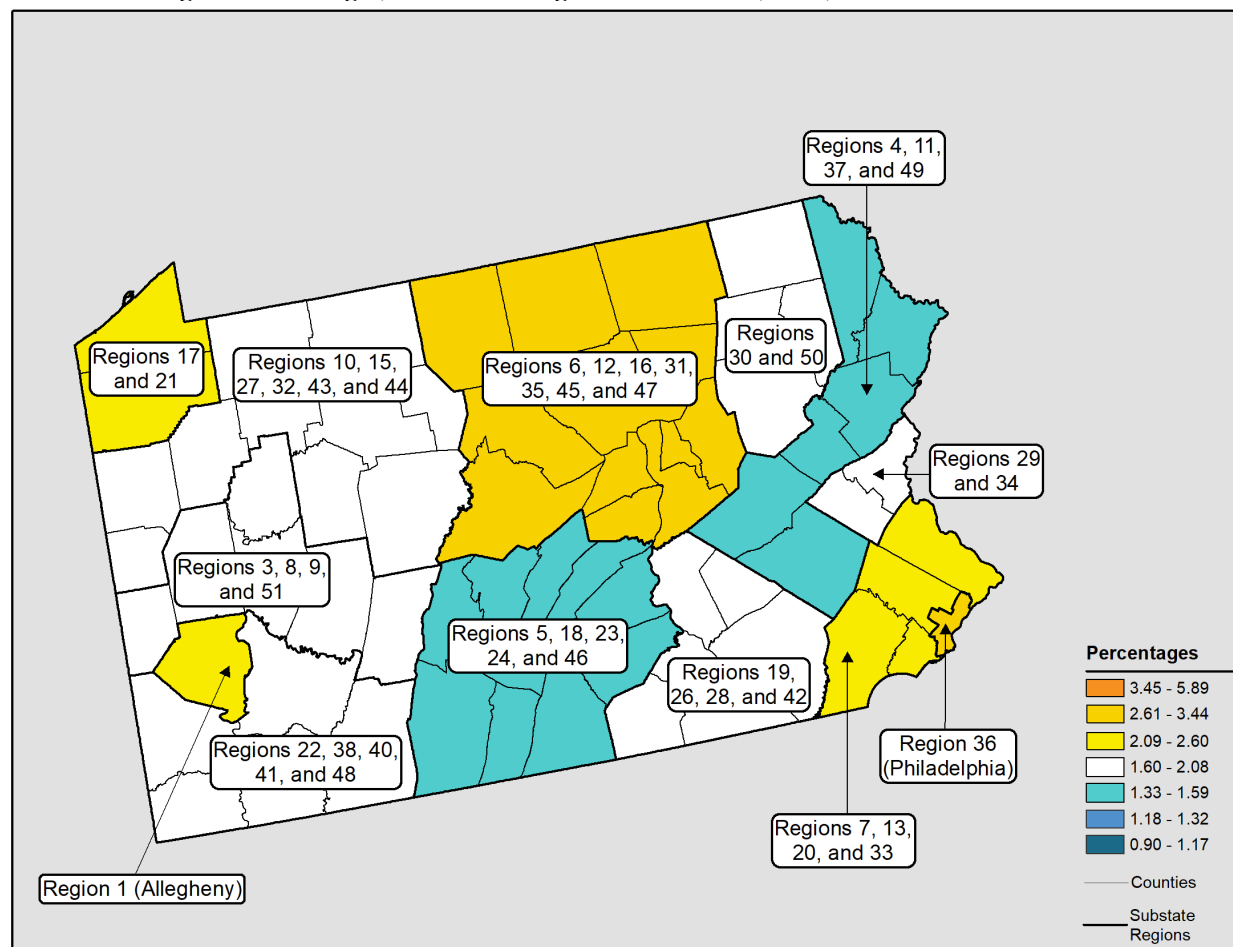 Regions 4, 11,
37, and 49
Regions
30 and 50
Regions 17
and 21
Regions 10, 15,
27, 32, 43, and 44
Regions 6, 12, 16, 31,
35, 45, and 47
Regions 29
and 34
Regions 3, 8, 9,
and 51
Regions 5, 18, 23,
24, and 46
Regions 19,
26, 28, and 42
Regions 22, 38, 40,
41, and 48
Region 36
(Philadelphia)
Regions 7, 13,
20, and 33
Region 1 (Allegheny)
Percentages
3.45 - 5.89
2.61 - 3.44
2.09 - 2.60
1.60 - 2.08
1.33 - 1.59
1.18 - 1.32
0.90 - 1.17
Counties
Substate
Regions